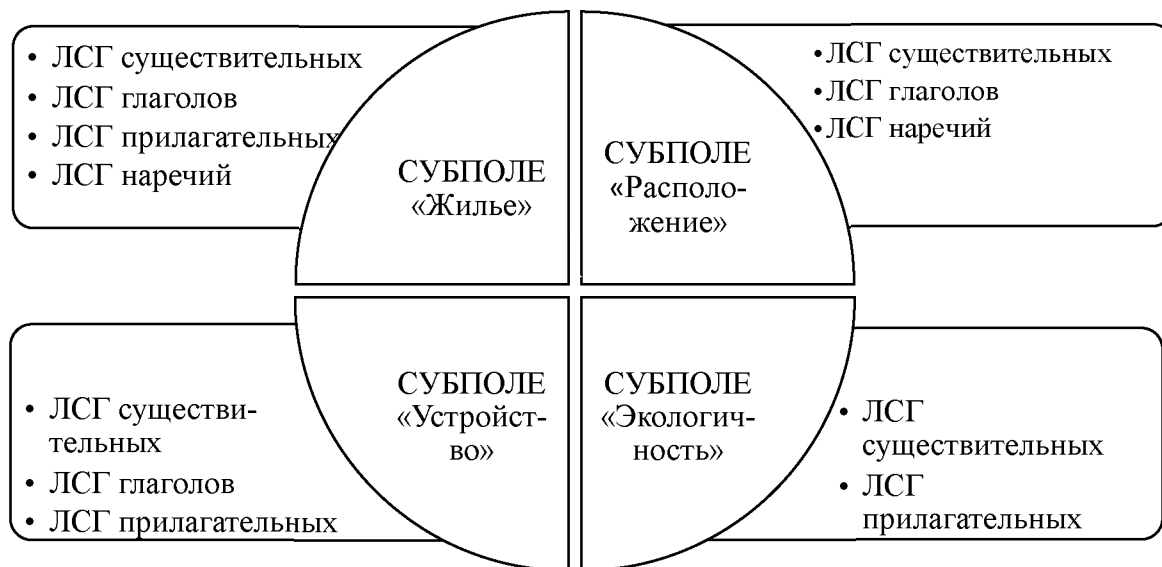 • ЛСГ существительных
• ЛСГ глаголов
• ЛСГ прилагательных
• ЛСГ наречий
СУБПОЛЕ
«Жилье»
СУБПОЛЕ
«Располо-
жение»
•ЛСГ существительных
•ЛСГ глаголов
•ЛСГ наречий
• ЛСГ существи-
тельных
• ЛСГ глаголов
• ЛСГ прилагательных
СУБПОЛЕ
«Устройст-
во»
СУБПОЛЕ
«Экологич-
ность»
• ЛСГ
существительных
• ЛСГ
прилагательных